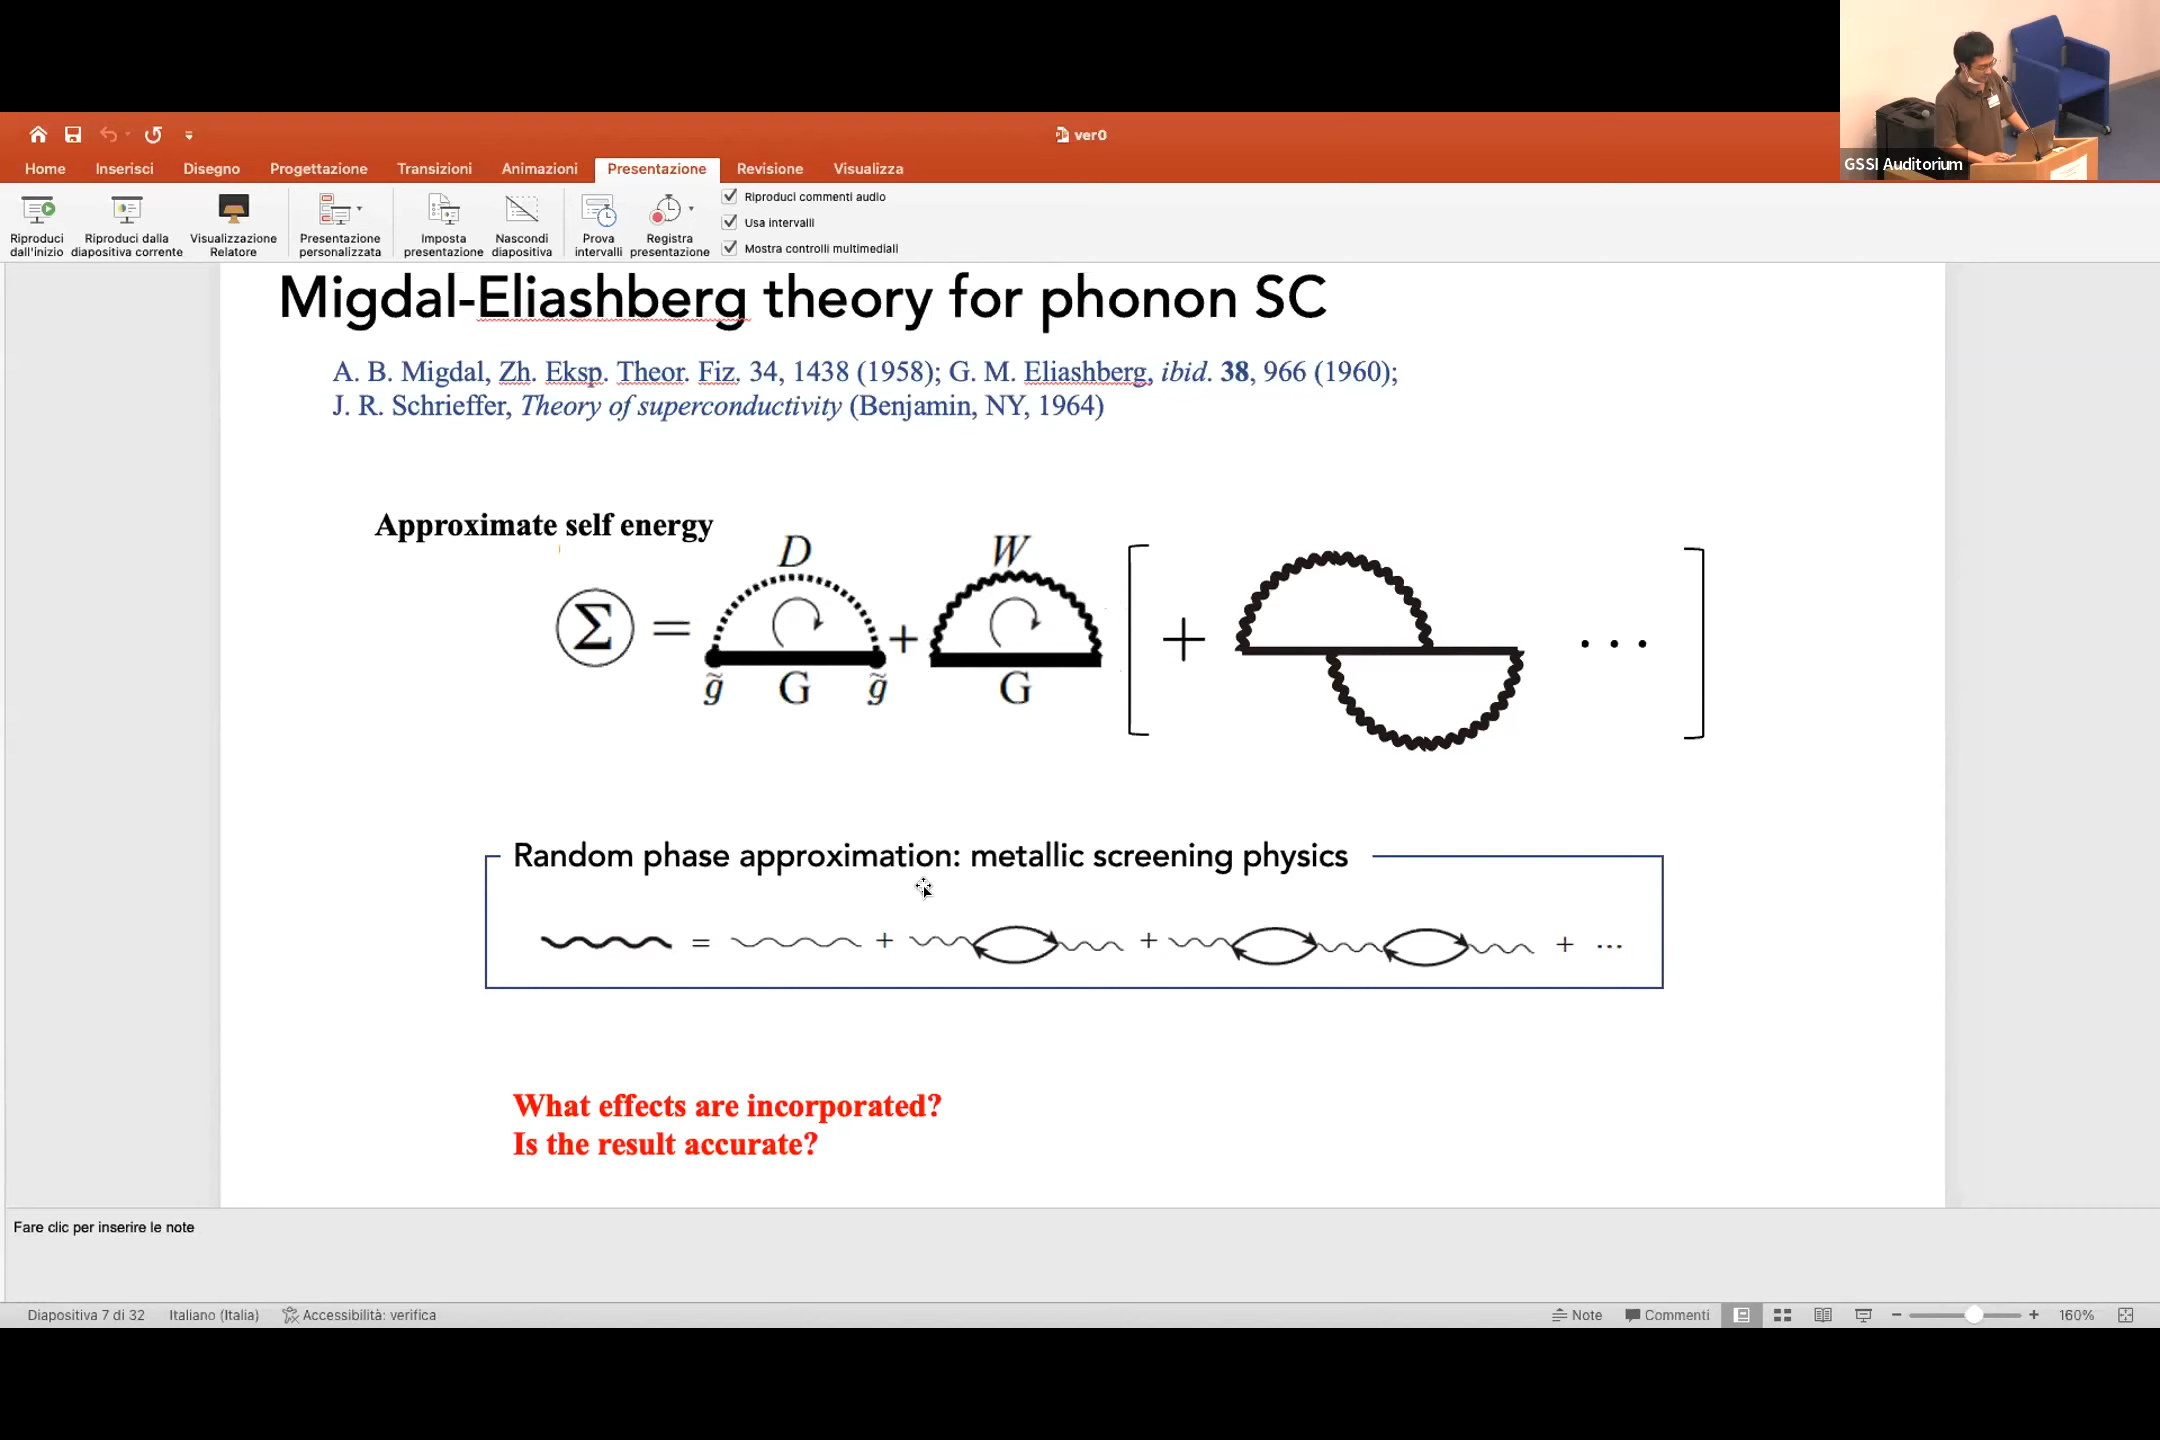 ver0
GSSI Auditorium
Home Inserisci Disegno Progettazione Transizioni Animazioni Presentazione Revisione Visualizza
Riproduci dall'inizio
Riproduci dalla diapositiva corrente
Visualizzazione Relatore
Presentazione personalizzata
Imposta presentazione
Nascondi diapositiva
Prova intervalli
Registra presentazione
Riproduci commenti audio
Usa intervalli
Mostra controlli multimediali
Migdal-Eliashberg theory for phonon SC
A. B. Migdal, Zh. Eksp. Theor. Fiz. 34, 1438 (1958); G. M. Eliashberg, ibid. 38, 966 (1960);
J. R. Schrieffer, Theory of superconductivity (Benjamin, NY, 1964)
Approximate self energy
D W
Σ = + [ + ... ]
g̃ G g̃ G
Random phase approximation: metallic screening physics
= + + + ...
What effects are incorporated?
Is the result accurate?
Fare clic per inserire le note
Diapositiva 7 di 32 Italiano (Italia) Accessibilità: verifica Note Commenti − + 160%